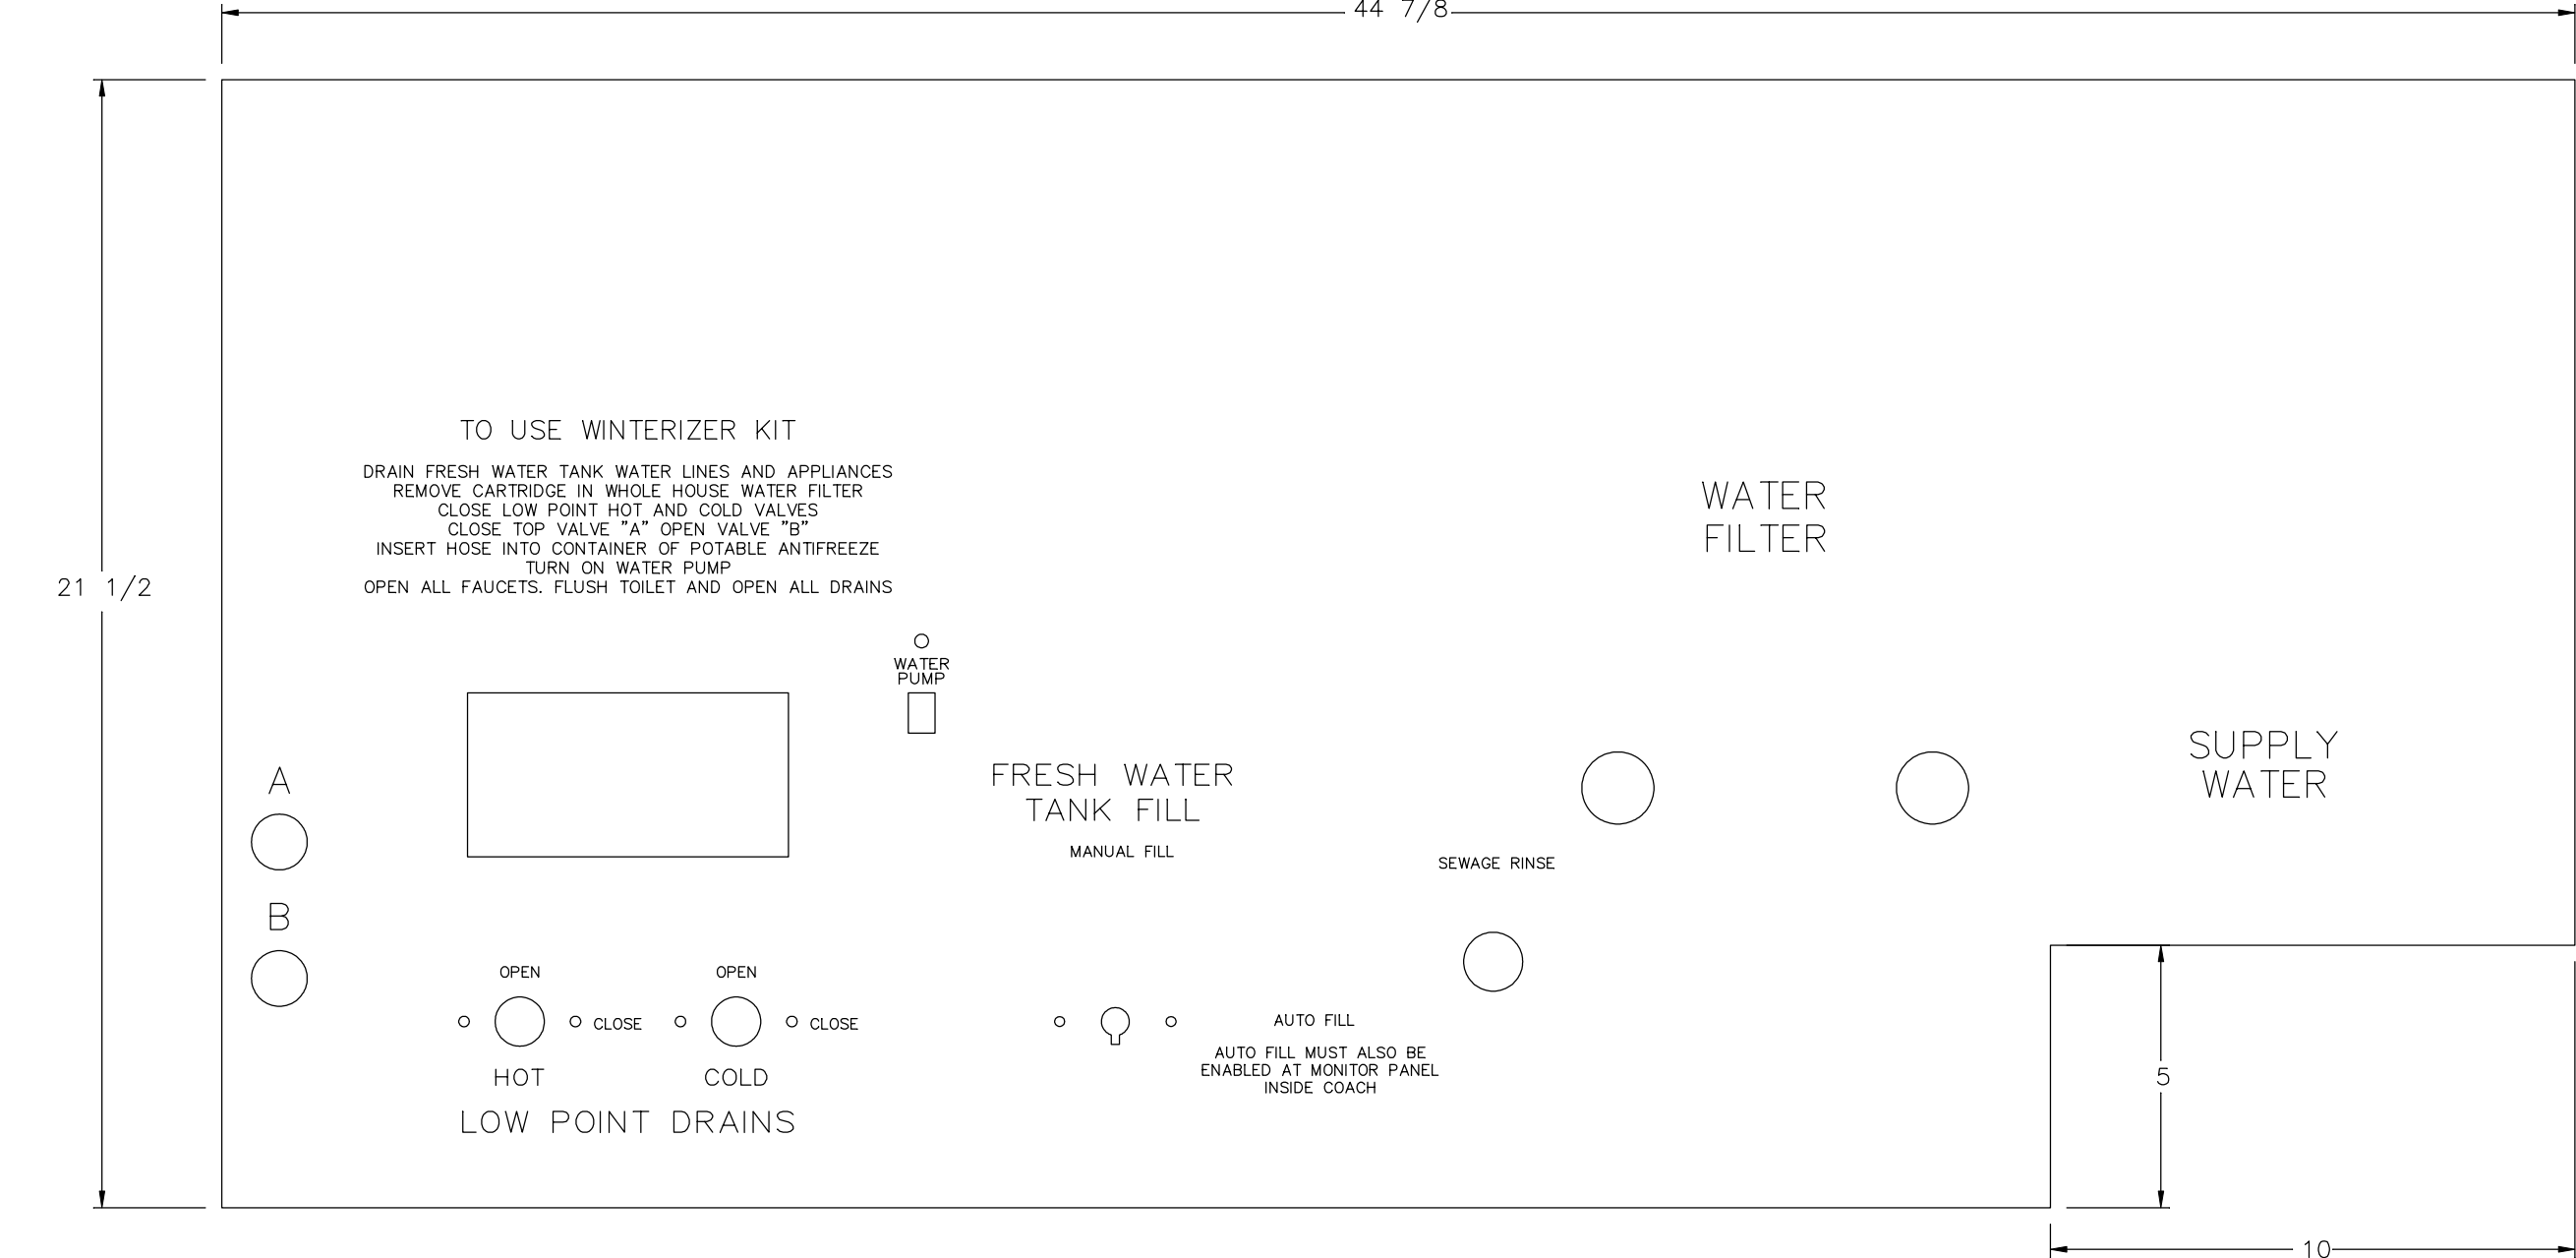 44 7/8
TO USE WINTERIZER KIT
DRAIN FRESH WATER TANK WATER LINES AND APPLIANCES
REMOVE CARTRIDGE IN WHOLE HOUSE WATER FILTER
CLOSE LOW POINT HOT AND COLD VALVES
CLOSE TOP VALVE "A" OPEN VALVE "B"
INSERT HOSE INTO CONTAINER OF POTABLE ANTIFREEZE
TURN ON WATER PUMP
OPEN ALL FAUCETS. FLUSH TOILET AND OPEN ALL DRAINS
21 1/2
WATER
FILTER
WATER
PUMP
SUPPLY
WATER
A
FRESH WATER
TANK FILL
MANUAL FILL
SEWAGE RINSE
B
OPEN
OPEN
CLOSE
CLOSE
HOT
COLD
LOW POINT DRAINS
AUTO FILL
AUTO FILL MUST ALSO BE
ENABLED AT MONITOR PANEL
INSIDE COACH
5
10